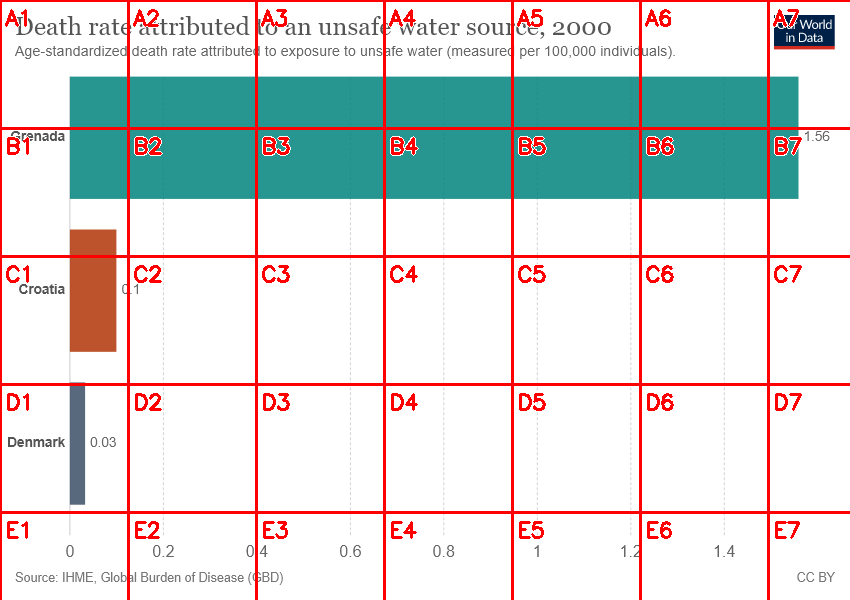 Death rate attributed to an unsafe water source, 2000
Our World
in Data
Age-standardized death rate attributed to exposure to unsafe water (measured per 100,000 individuals).
A1 A2 A3 A4 A5 A6 A7
Grenada 1.56
B1 B2 B3 B4 B5 B6 B7
C1 C2 C3 C4 C5 C6 C7
Croatia 0.1
D1 D2 D3 D4 D5 D6 D7
Denmark 0.03
E1 E2 E3 E4 E5 E6 E7
0 0.2 0.4 0.6 0.8 1 1.2 1.4
Source: IHME, Global Burden of Disease (GBD)
CC BY